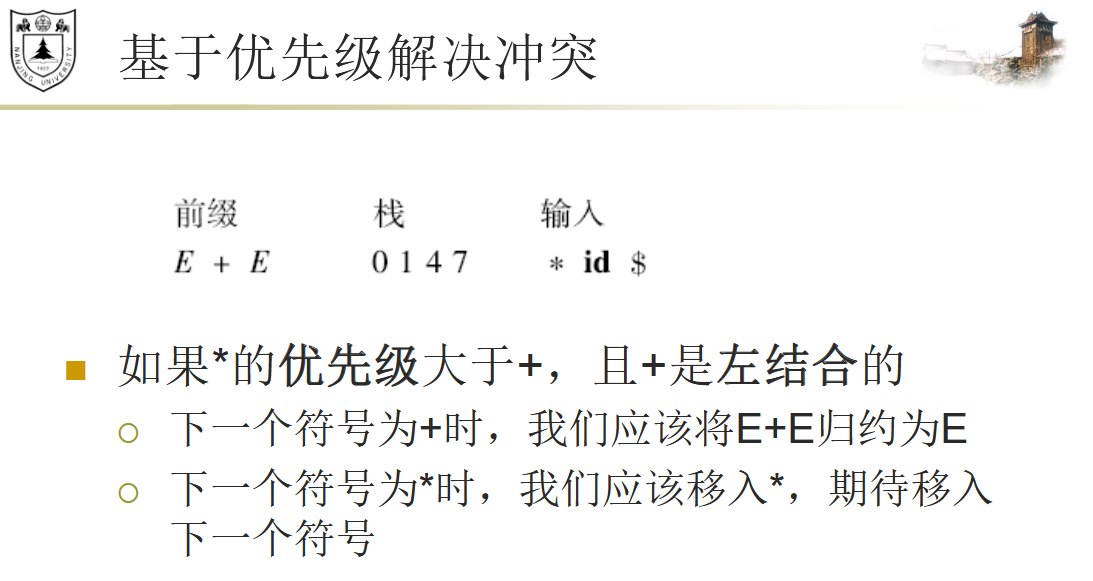 NANJING UNIVERSITY
基于优先级解决冲突
前缀 栈 输入
E + E 0 1 4 7 * id $
如果*的优先级大于+，且+是左结合的
下一个符号为+时，我们应该将E+E归约为E
下一个符号为*时，我们应该移入*，期待移入
下一个符号